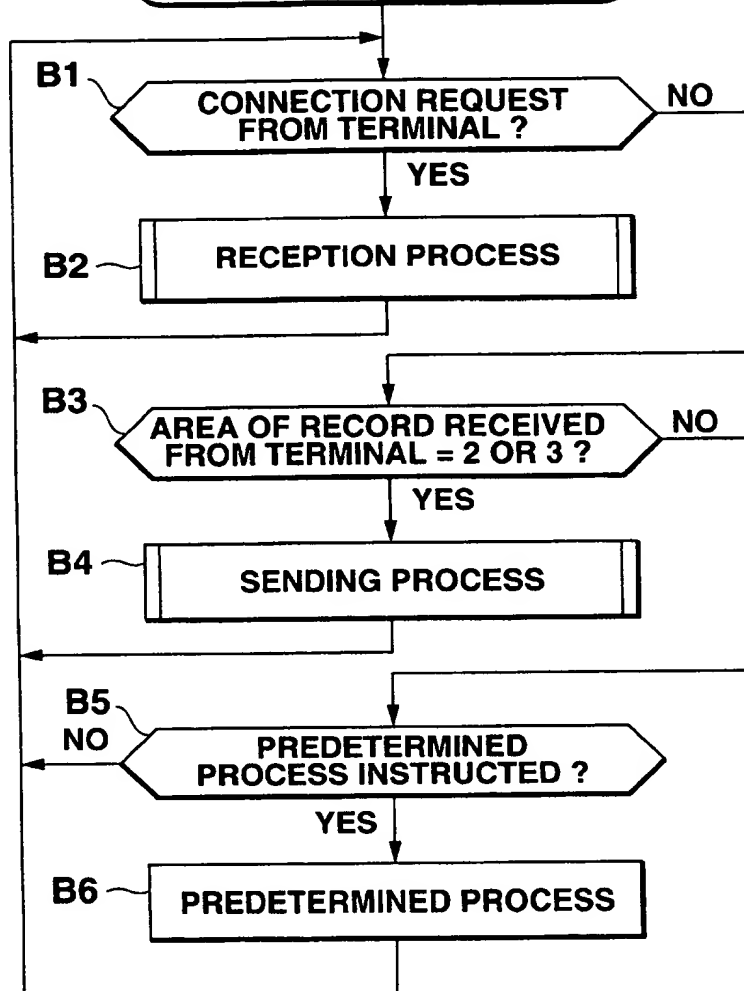 B1
CONNECTION REQUEST
FROM TERMINAL ?
NO
YES
B2
RECEPTION PROCESS
B3
AREA OF RECORD RECEIVED
FROM TERMINAL = 2 OR 3 ?
NO
YES
B4
SENDING PROCESS
B5
NO
PREDETERMINED
PROCESS INSTRUCTED ?
YES
B6
PREDETERMINED PROCESS